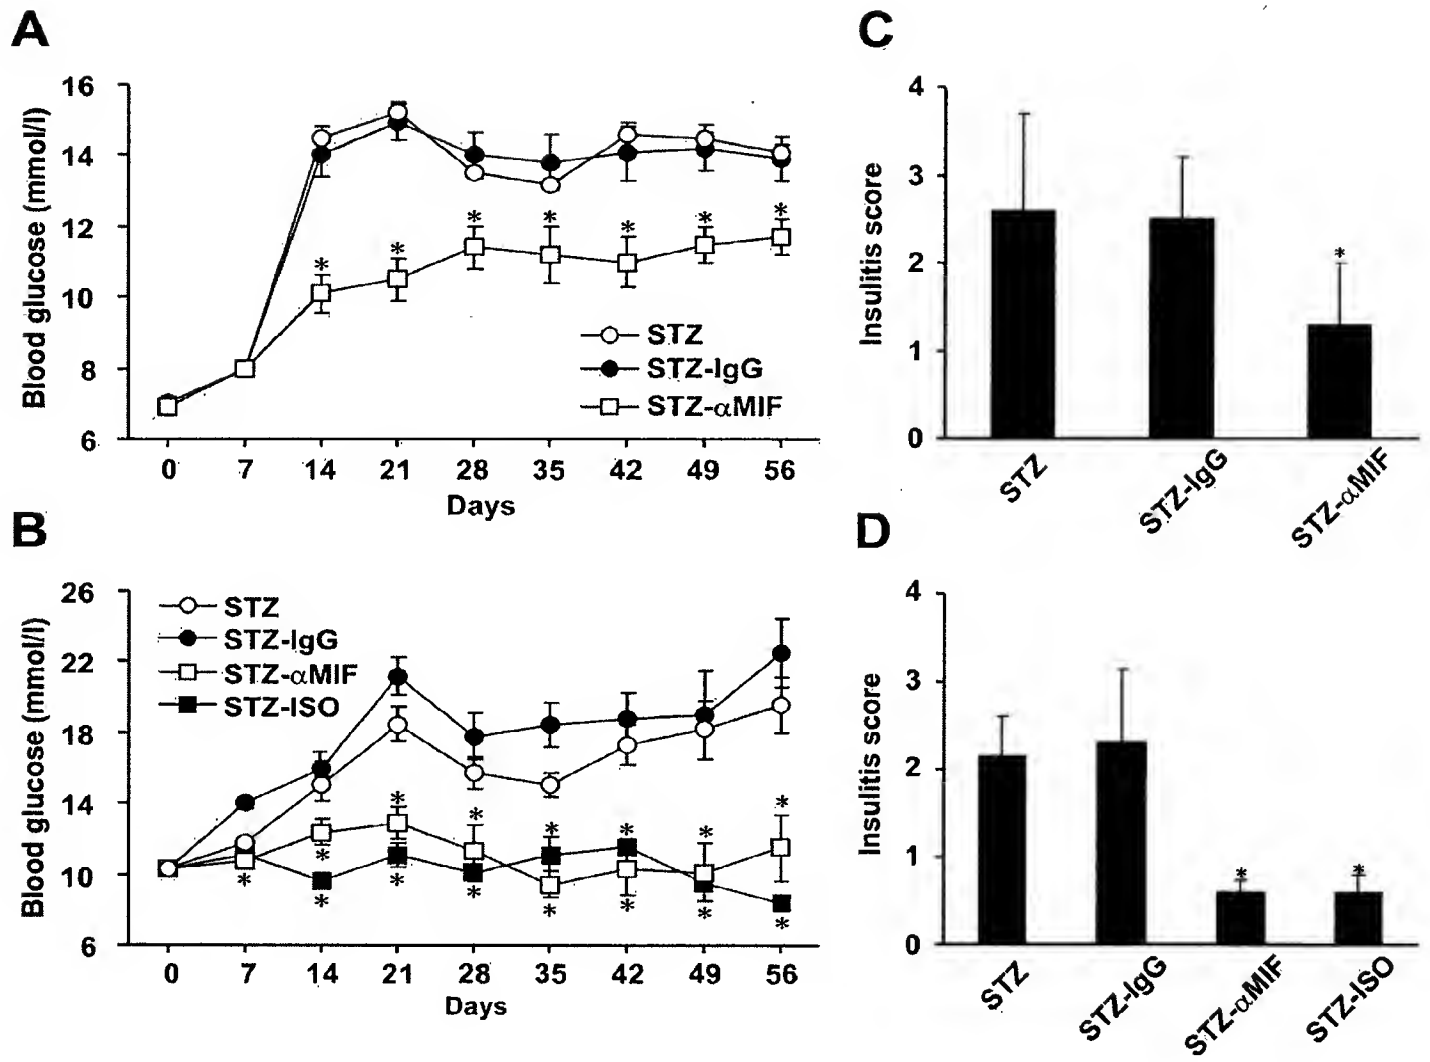 A
Blood glucose (mmol/l)
16
14
12
10
8
6
* * * * * * *
STZ
STZ-IgG
STZ-αMIF
0 7 14 21 28 35 42 49 56
Days
B
Blood glucose (mmol/l)
26
22
18
14
10
6
STZ
STZ-IgG
STZ-αMIF
STZ-ISO
* * * * * *
* * * * * * * * *
0 7 14 21 28 35 42 49 56
Days
C
Insulitis score
4
3
2
1
0
*
STZ STZ-IgG STZ-αMIF
D
Insulitis score
4
3
2
1
0
* *
STZ STZ-IgG STZ-αMIF STZ-ISO